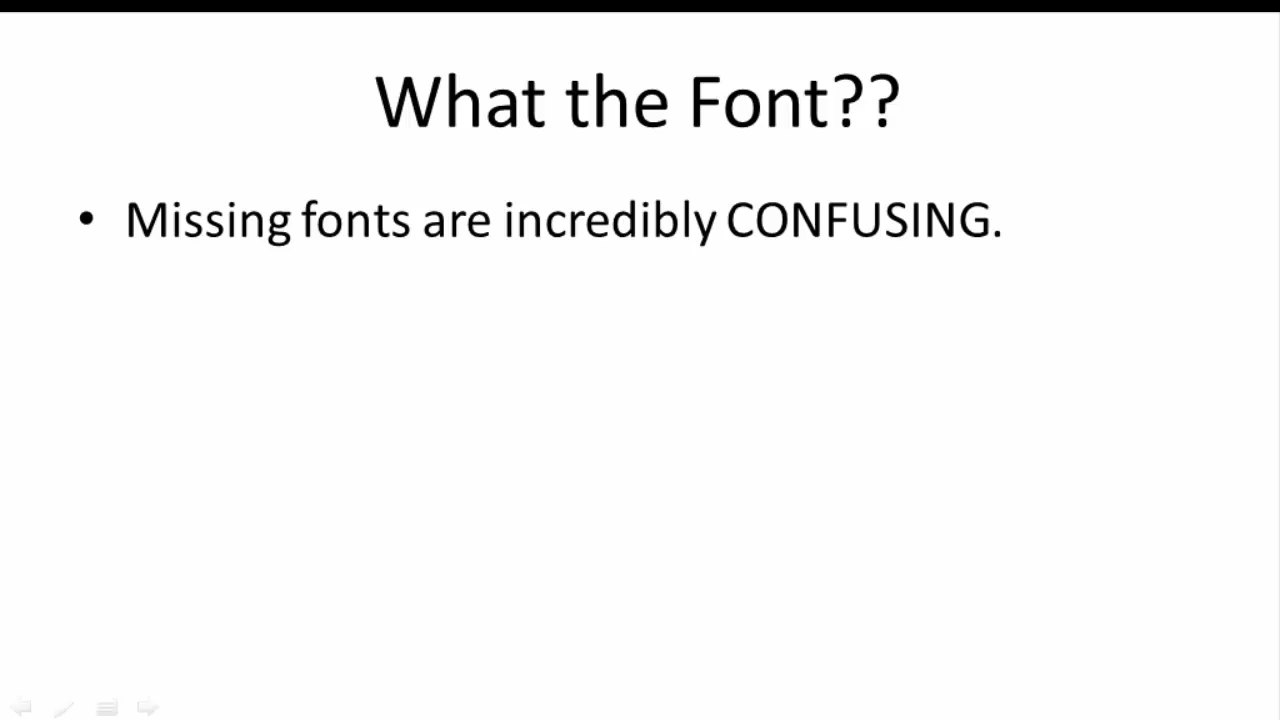 What the Font??
• Missing fonts are incredibly CONFUSING.